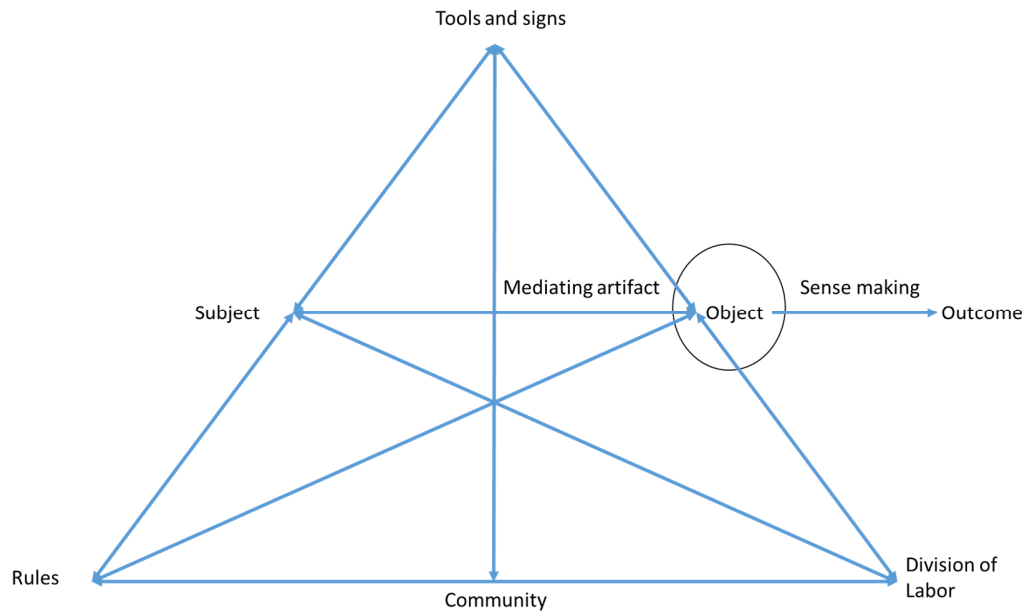 Tools and signs
Mediating artifact
Sense making
Subject
Object
Outcome
Rules
Community
Division of
Labor